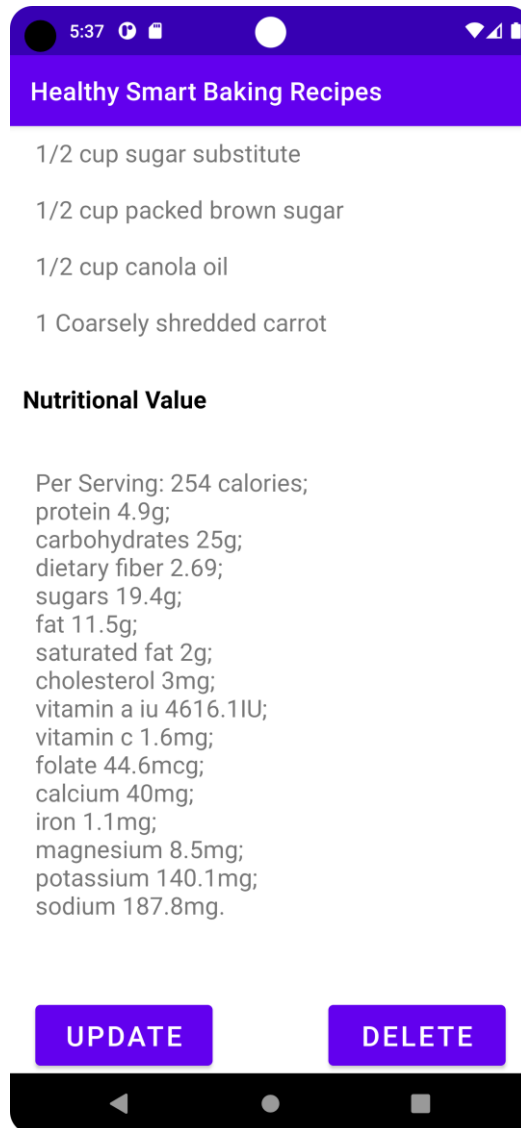 5:37
Healthy Smart Baking Recipes
1/2 cup sugar substitute
1/2 cup packed brown sugar
1/2 cup canola oil
1 Coarsely shredded carrot
Nutritional Value
Per Serving: 254 calories;
protein 4.9g;
carbohydrates 25g;
dietary fiber 2.69;
sugars 19.4g;
fat 11.5g;
saturated fat 2g;
cholesterol 3mg;
vitamin a iu 4616.1IU;
vitamin c 1.6mg;
folate 44.6mcg;
calcium 40mg;
iron 1.1mg;
magnesium 8.5mg;
potassium 140.1mg;
sodium 187.8mg.
UPDATE DELETE